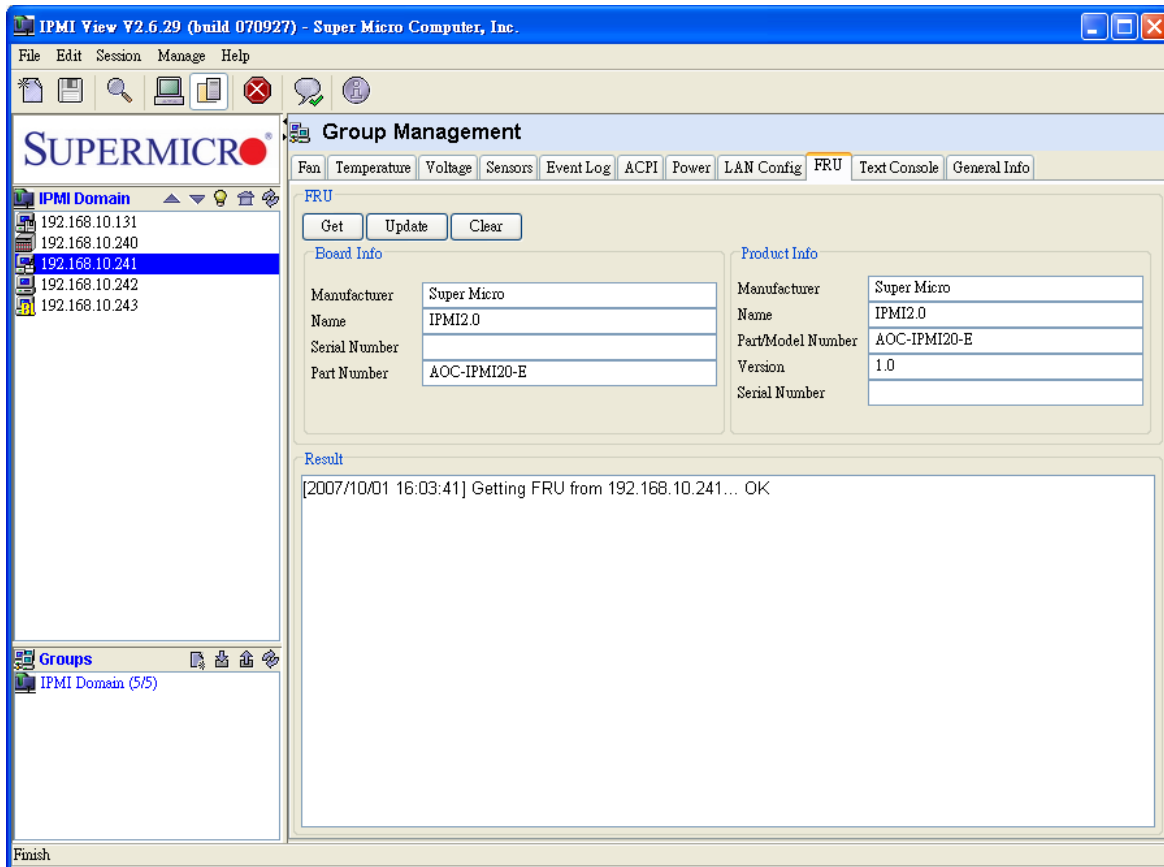 IPMI View V2.6.29 (build 070927) - Super Micro Computer, Inc.
File Edit Session Manage Help
SUPERMICRO®
IPMI Domain
192.168.10.131
192.168.10.240
192.168.10.241
192.168.10.242
192.168.10.243
Groups
IPMI Domain (5/5)
Group Management
Fan Temperature Voltage Sensors Event Log ACPI Power LAN Config FRU Text Console General Info
FRU
Get Update Clear
Board Info
Manufacturer Super Micro
Name IPMI2.0
Serial Number
Part Number AOC-IPMI20-E
Product Info
Manufacturer Super Micro
Name IPMI2.0
Part/Model Number AOC-IPMI20-E
Version 1.0
Serial Number
Result
[2007/10/01 16:03:41] Getting FRU from 192.168.10.241... OK
Finish